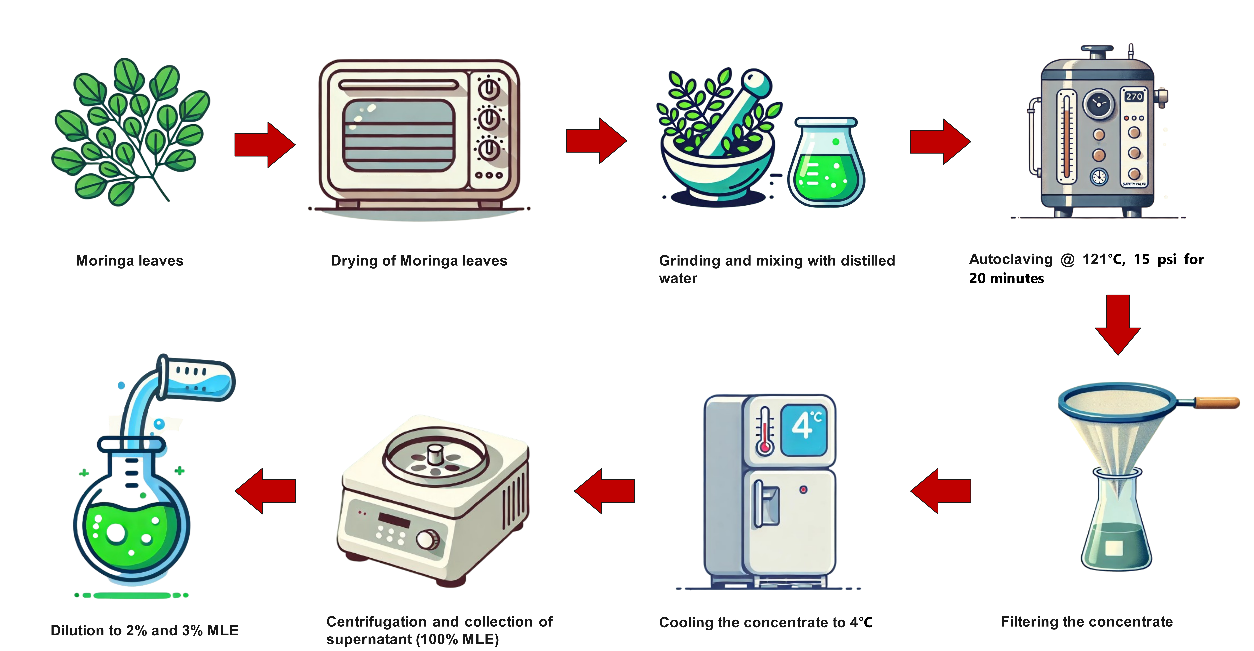 Moringa leaves
Drying of Moringa leaves
Grinding and mixing with distilled
water
270
Autoclaving @ 121°C, 15 psi for
20 minutes
Filtering the concentrate
4°C
Cooling the concentrate to 4°C
Centrifugation and collection of
supernatant (100% MLE)
Dilution to 2% and 3% MLE